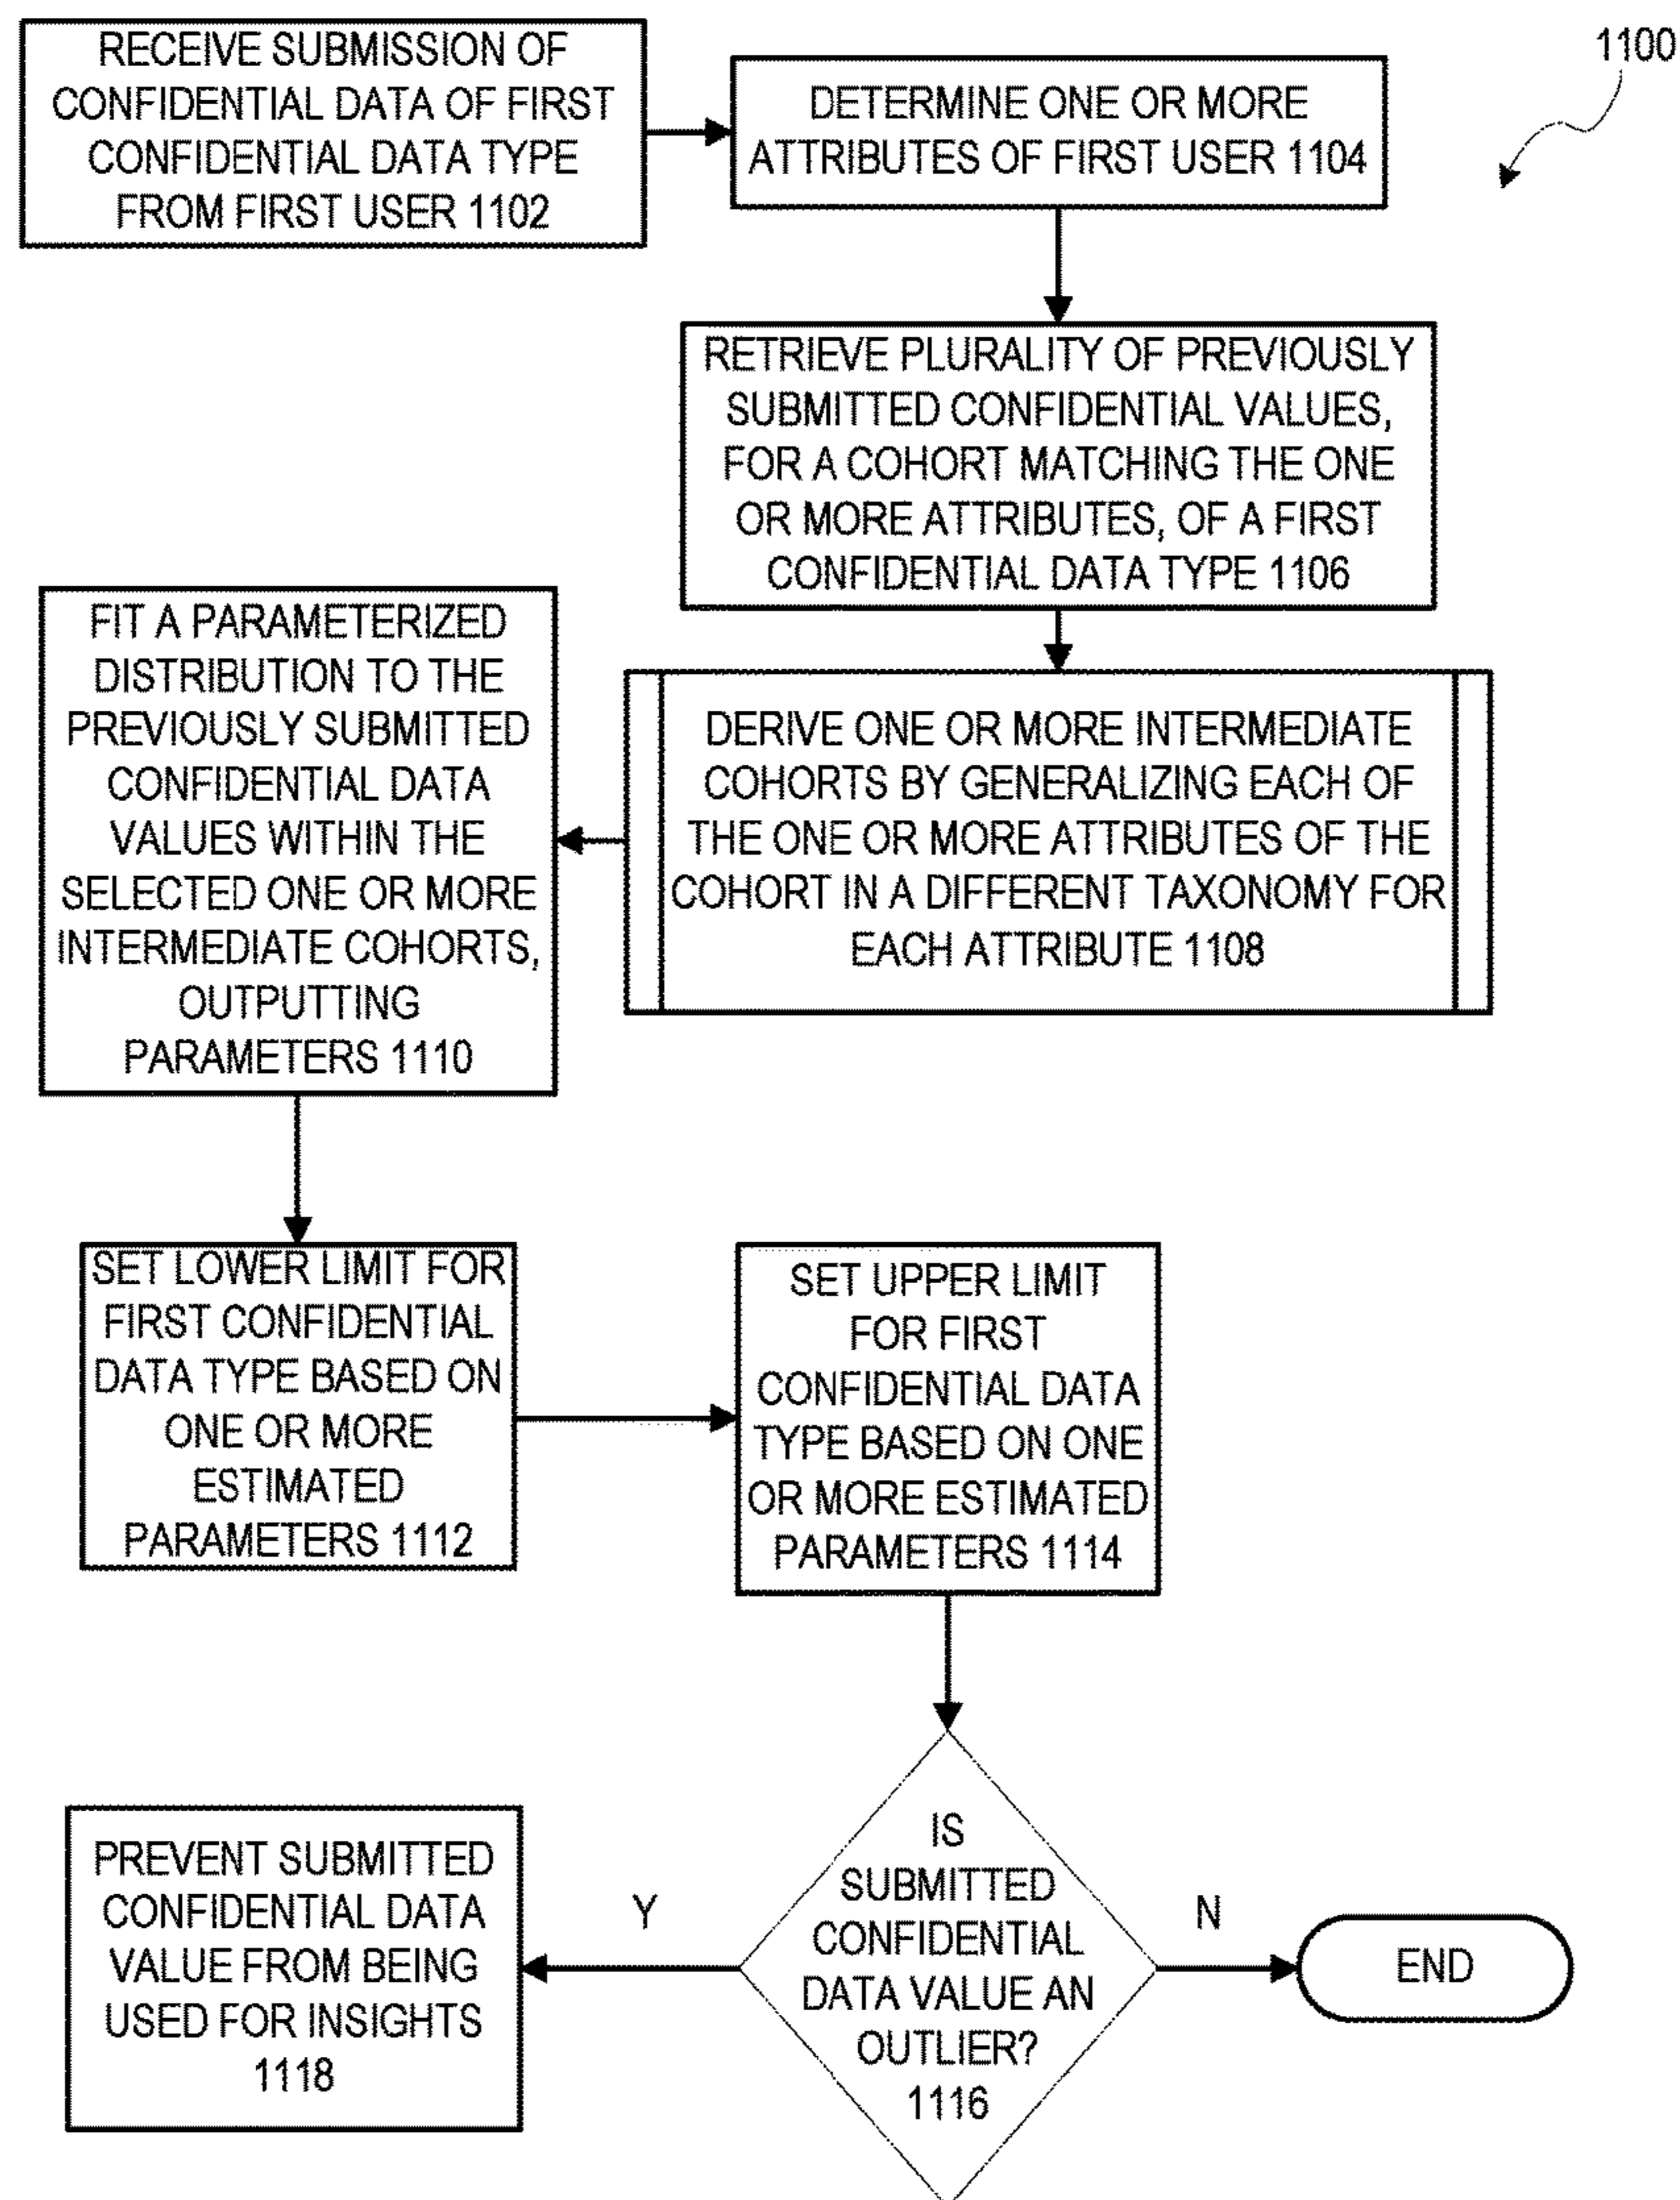 RECEIVE SUBMISSION OF
CONFIDENTIAL DATA OF FIRST
CONFIDENTIAL DATA TYPE
FROM FIRST USER 1102
DETERMINE ONE OR MORE
ATTRIBUTES OF FIRST USER 1104
1100
RETRIEVE PLURALITY OF PREVIOUSLY
SUBMITTED CONFIDENTIAL VALUES,
FOR A COHORT MATCHING THE ONE
OR MORE ATTRIBUTES, OF A FIRST
CONFIDENTIAL DATA TYPE 1106
DERIVE ONE OR MORE INTERMEDIATE
COHORTS BY GENERALIZING EACH OF
THE ONE OR MORE ATTRIBUTES OF THE
COHORT IN A DIFFERENT TAXONOMY FOR
EACH ATTRIBUTE 1108
FIT A PARAMETERIZED
DISTRIBUTION TO THE
PREVIOUSLY SUBMITTED
CONFIDENTIAL DATA
VALUES WITHIN THE
SELECTED ONE OR MORE
INTERMEDIATE COHORTS,
OUTPUTTING
PARAMETERS 1110
SET LOWER LIMIT FOR
FIRST CONFIDENTIAL
DATA TYPE BASED ON
ONE OR MORE
ESTIMATED
PARAMETERS 1112
SET UPPER LIMIT
FOR FIRST
CONFIDENTIAL DATA
TYPE BASED ON ONE
OR MORE ESTIMATED
PARAMETERS 1114
IS
SUBMITTED
CONFIDENTIAL
DATA VALUE AN
OUTLIER?
1116
Y
N
PREVENT SUBMITTED
CONFIDENTIAL DATA
VALUE FROM BEING
USED FOR INSIGHTS
1118
END